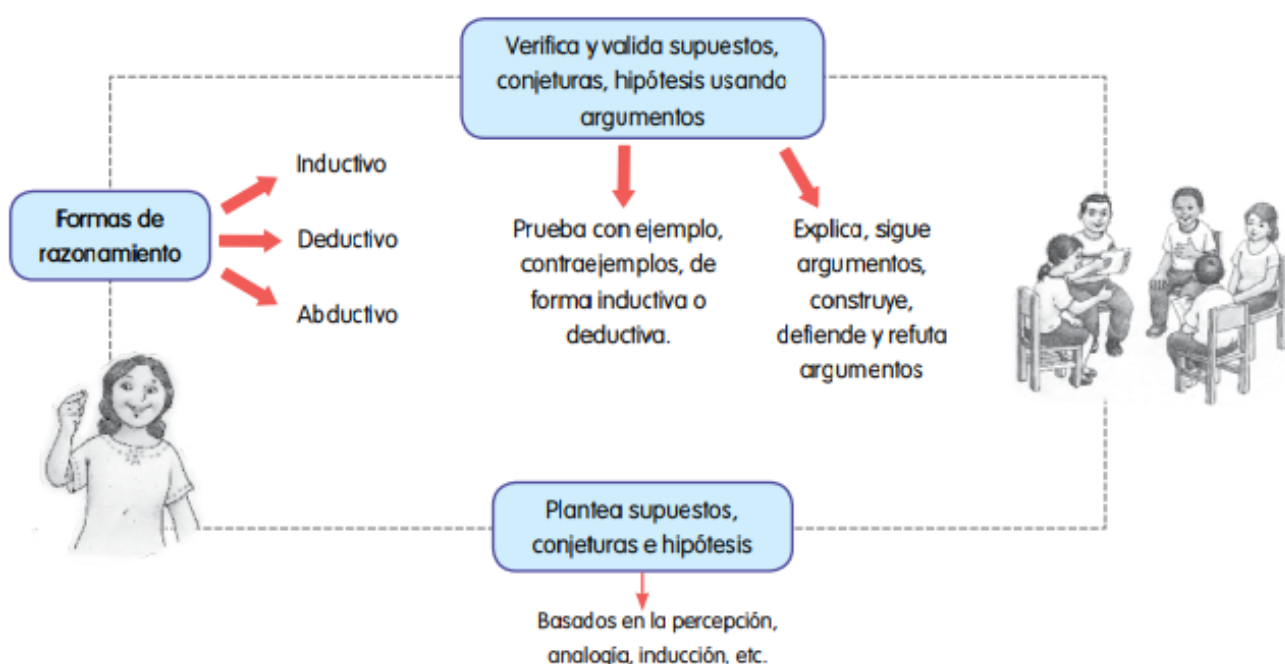 Verifica y valida supuestos,
conjeturas, hipótesis usando
argumentos
Formas de
razonamiento
Inductivo
Deductivo
Abductivo
Prueba con ejemplo,
contraejemplos, de
forma inductiva o
deductiva.
Explica, sigue
argumentos,
construye,
defiende y refuta
argumentos
Plantea supuestos,
conjeturas e hipótesis
Basados en la percepción,
analogía, inducción, etc.